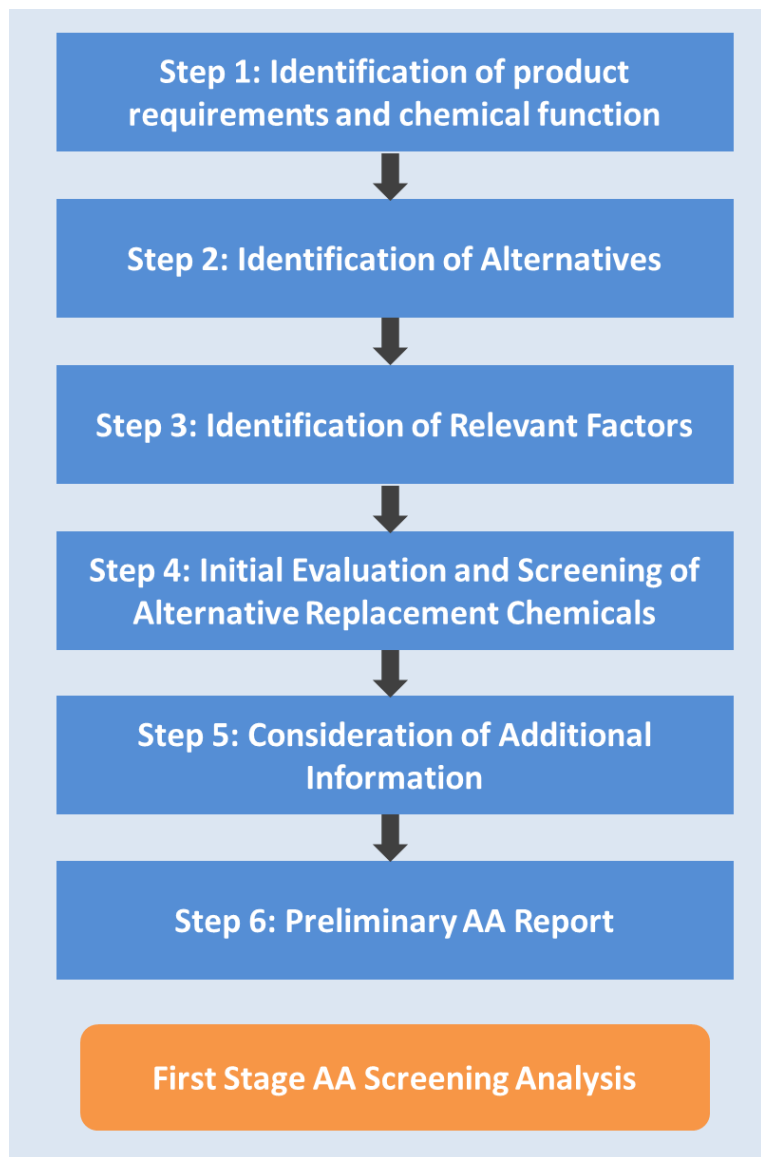 Step 1: Identification of product
requirements and chemical function
Step 2: Identification of Alternatives
Step 3: Identification of Relevant Factors
Step 4: Initial Evaluation and Screening of
Alternative Replacement Chemicals
Step 5: Consideration of Additional
Information
Step 6: Preliminary AA Report
First Stage AA Screening Analysis